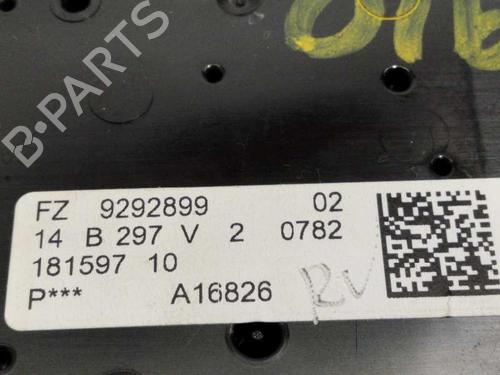 B-PARTS
FZ 9292899 02
14 B 297 V 2 0782
181597 10
P*** A16826
RV